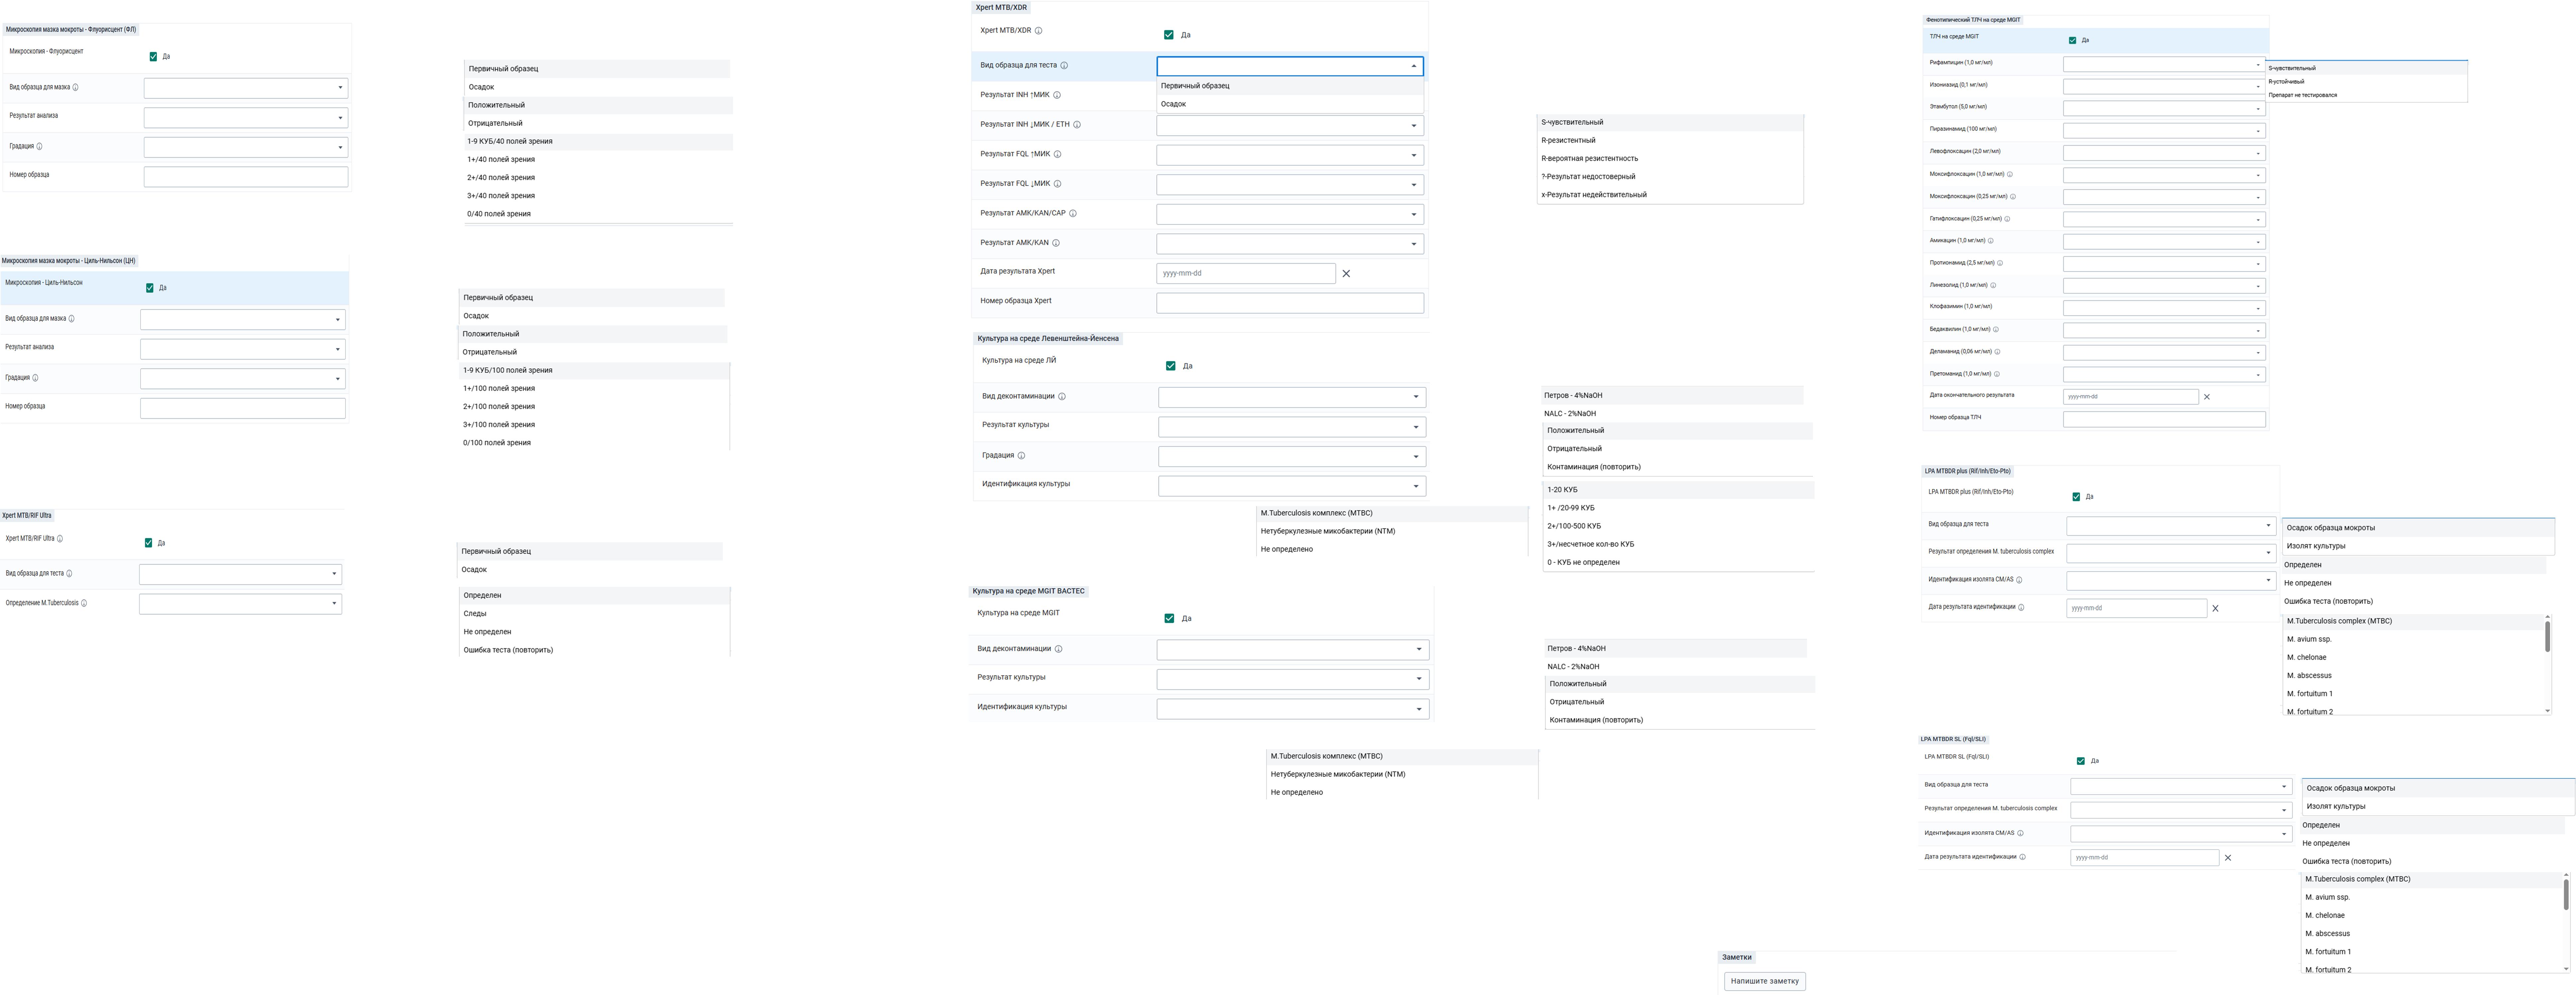 Микроскопия мазка мокроты - Флуорисцент (ФЛ)
Микроскопия - Флуорисцент
Да
Вид образца для мазка
Результат анализа
Градация
Номер образца
Первичный образец
Осадок
Положительный
Отрицательный
1-9 КУБ/40 полей зрения
1+/40 полей зрения
2+/40 полей зрения
3+/40 полей зрения
0/40 полей зрения
Микроскопия мазка мокроты - Циль-Нильсон (ЦН)
Микроскопия - Циль-Нильсон
Да
Вид образца для мазка
Результат анализа
Градация
Номер образца
Первичный образец
Осадок
Положительный
Отрицательный
1-9 КУБ/100 полей зрения
1+/100 полей зрения
2+/100 полей зрения
3+/100 полей зрения
0/100 полей зрения
Xpert MTB/RIF Ultra
Xpert MTB/RIF Ultra
Да
Вид образца для теста
Определение M.Tuberculosis
Первичный образец
Осадок
Определен
Следы
Не определен
Ошибка теста (повторить)
Xpert MTB/XDR
Xpert MTB/XDR
Да
Вид образца для теста
Первичный образец
Осадок
Результат INH ↑МИК
Результат INH ↓МИК / ETH
Результат FQL ↑МИК
Результат FQL ↓МИК
Результат AMK/KAN/CAP
Результат AMK/KAN
Дата результата Xpert
yyyy-mm-dd
Номер образца Xpert
S-чувствительный
R-резистентный
R-вероятная резистентность
?-Результат недостоверный
x-Результат недействительный
Культура на среде Левенштейна-Йенсена
Культура на среде ЛЙ
Да
Вид деконтаминации
Результат культуры
Градация
Идентификация культуры
M.Tuberculosis комплекс (MTBC)
Нетуберкулезные микобактерии (NTM)
Не определено
Петров - 4%NaOH
NALC - 2%NaOH
Положительный
Отрицательный
Контаминация (повторить)
1-20 КУБ
1+ /20-99 КУБ
2+/100-500 КУБ
3+/несчетное кол-во КУБ
0 - КУБ не определен
Культура на среде MGIT BACTEC
Культура на среде MGIT
Да
Вид деконтаминации
Результат культуры
Идентификация культуры
M.Tuberculosis комплекс (MTBC)
Нетуберкулезные микобактерии (NTM)
Не определено
Петров - 4%NaOH
NALC - 2%NaOH
Положительный
Отрицательный
Контаминация (повторить)
Фенотипический ТЛЧ на среде MGIT
ТЛЧ на среде MGIT
Да
Рифампицин (1,0 мг/мл)
Изониазид (0,1 мг/мл)
Этамбутол (5,0 мг/мл)
Пиразинамид (100 мг/мл)
Левофлоксацин (2,0 мг/мл)
Моксифлоксацин (1,0 мг/мл)
Моксифлоксацин (0,25 мг/мл)
Гатифлоксацин (0,25 мг/мл)
Амикацин (1,0 мг/мл)
Протионамид (2,5 мг/мл)
Линезолид (1,0 мг/мл)
Клофазимин (1,0 мг/мл)
Бедаквилин (1,0 мг/мл)
Деламанид (0,06 мг/мл)
Претоманид (1,0 мг/мл)
Дата окончательного результата
yyyy-mm-dd
Номер образца ТЛЧ
S-чувствительный
R-устойчивый
Препарат не тестировался
LPA MTBDR plus (Rif/Inh/Eto-Pto)
LPA MTBDR plus (Rif/Inh/Eto-Pto)
Да
Вид образца для теста
Результат определения M. tuberculosis complex
Идентификация изолята CM/AS
Дата результата идентификации
yyyy-mm-dd
Осадок образца мокроты
Изолят культуры
Определен
Не определен
Ошибка теста (повторить)
M.Tuberculosis complex (MTBC)
M. avium ssp.
M. chelonae
M. abscessus
M. fortuitum 1
M. fortuitum 2
LPA MTBDR SL (Fql/SLI)
LPA MTBDR SL (Fql/SLI)
Да
Вид образца для теста
Результат определения M. tuberculosis complex
Идентификация изолята CM/AS
Дата результата идентификации
yyyy-mm-dd
Осадок образца мокроты
Изолят культуры
Определен
Не определен
Ошибка теста (повторить)
M.Tuberculosis complex (MTBC)
M. avium ssp.
M. chelonae
M. abscessus
M. fortuitum 1
M. fortuitum 2
Заметки
Напишите заметку